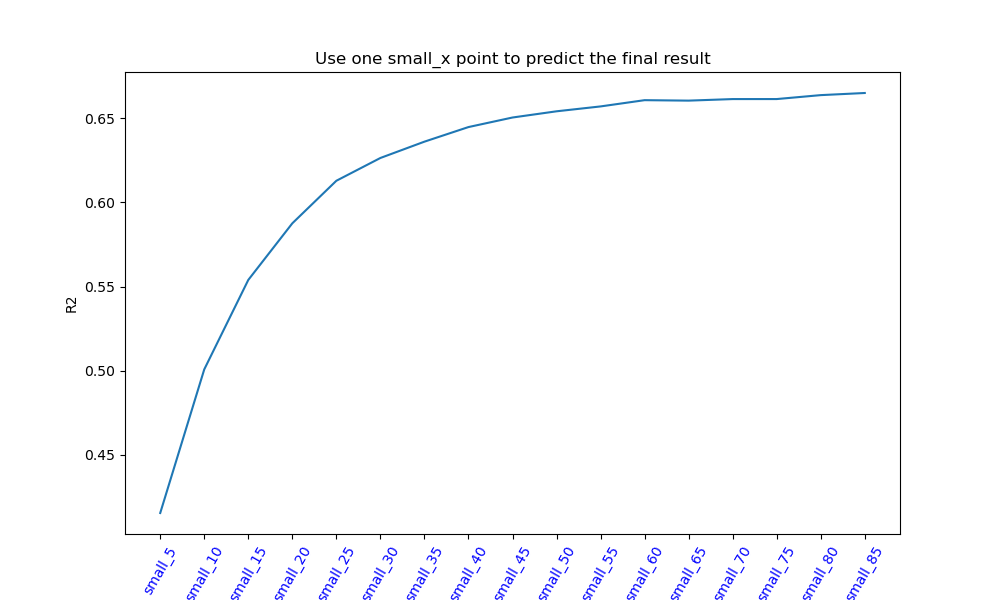 Use one small_x point to predict the final result
R2
0.65
0.60
0.55
0.50
0.45
small_5
small_10
small_15
small_20
small_25
small_30
small_35
small_40
small_45
small_50
small_55
small_60
small_65
small_70
small_75
small_80
small_85